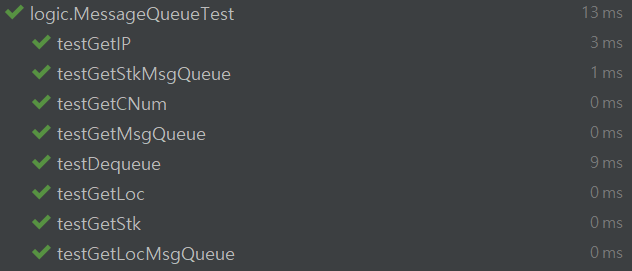 logic.MessageQueueTest 13 ms
testGetIP 3 ms
testGetStkMsgQueue 1 ms
testGetCNum 0 ms
testGetMsgQueue 0 ms
testDequeue 9 ms
testGetLoc 0 ms
testGetStk 0 ms
testGetLocMsgQueue 0 ms